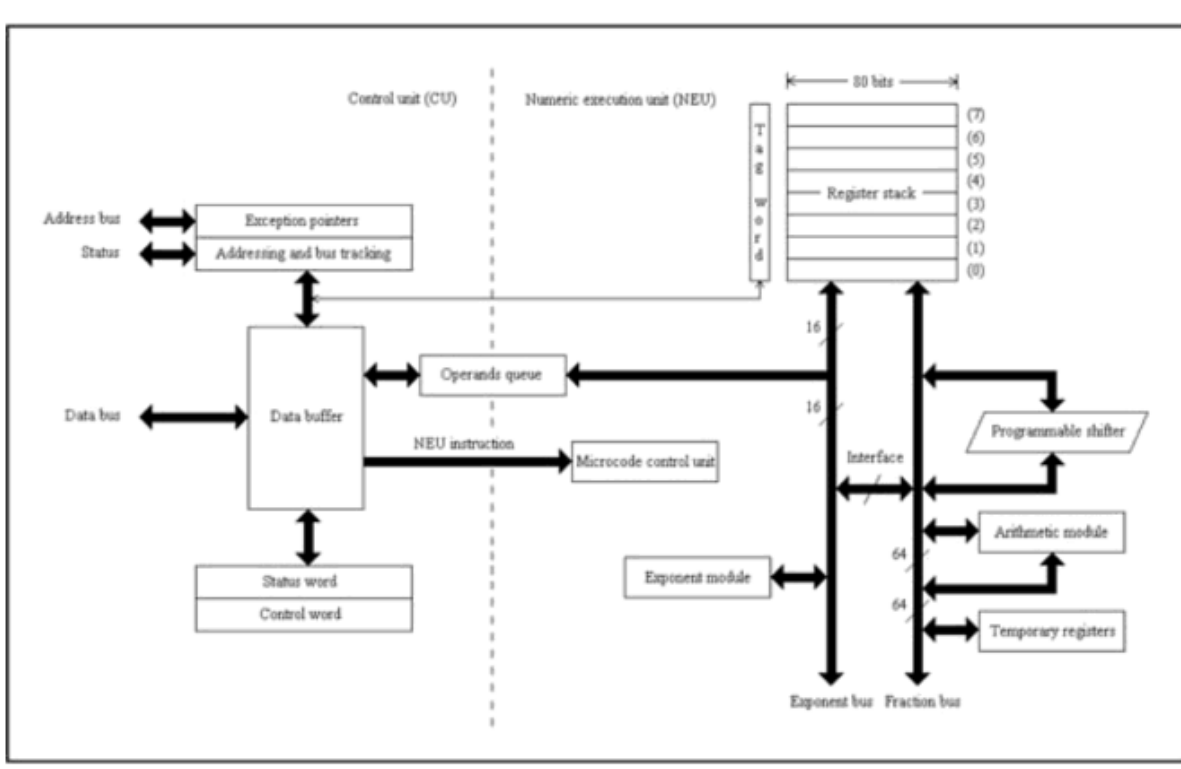 80 bits
Control unit (CU)
Numeric execution unit (NEU)
Tag word
(7)
(6)
(5)
(4)
Register stack
(3)
(2)
(1)
(0)
Address bus
Exception pointers
Status
Addressing and bus tracking
16
Operands queue
Data bus
Data buffer
16
NEU instruction
Microcode control unit
Interface
Programmable shifter
Arithmetic module
64
Exponent module
Status word
Control word
64
Temporary registers
Exponent bus
Fraction bus